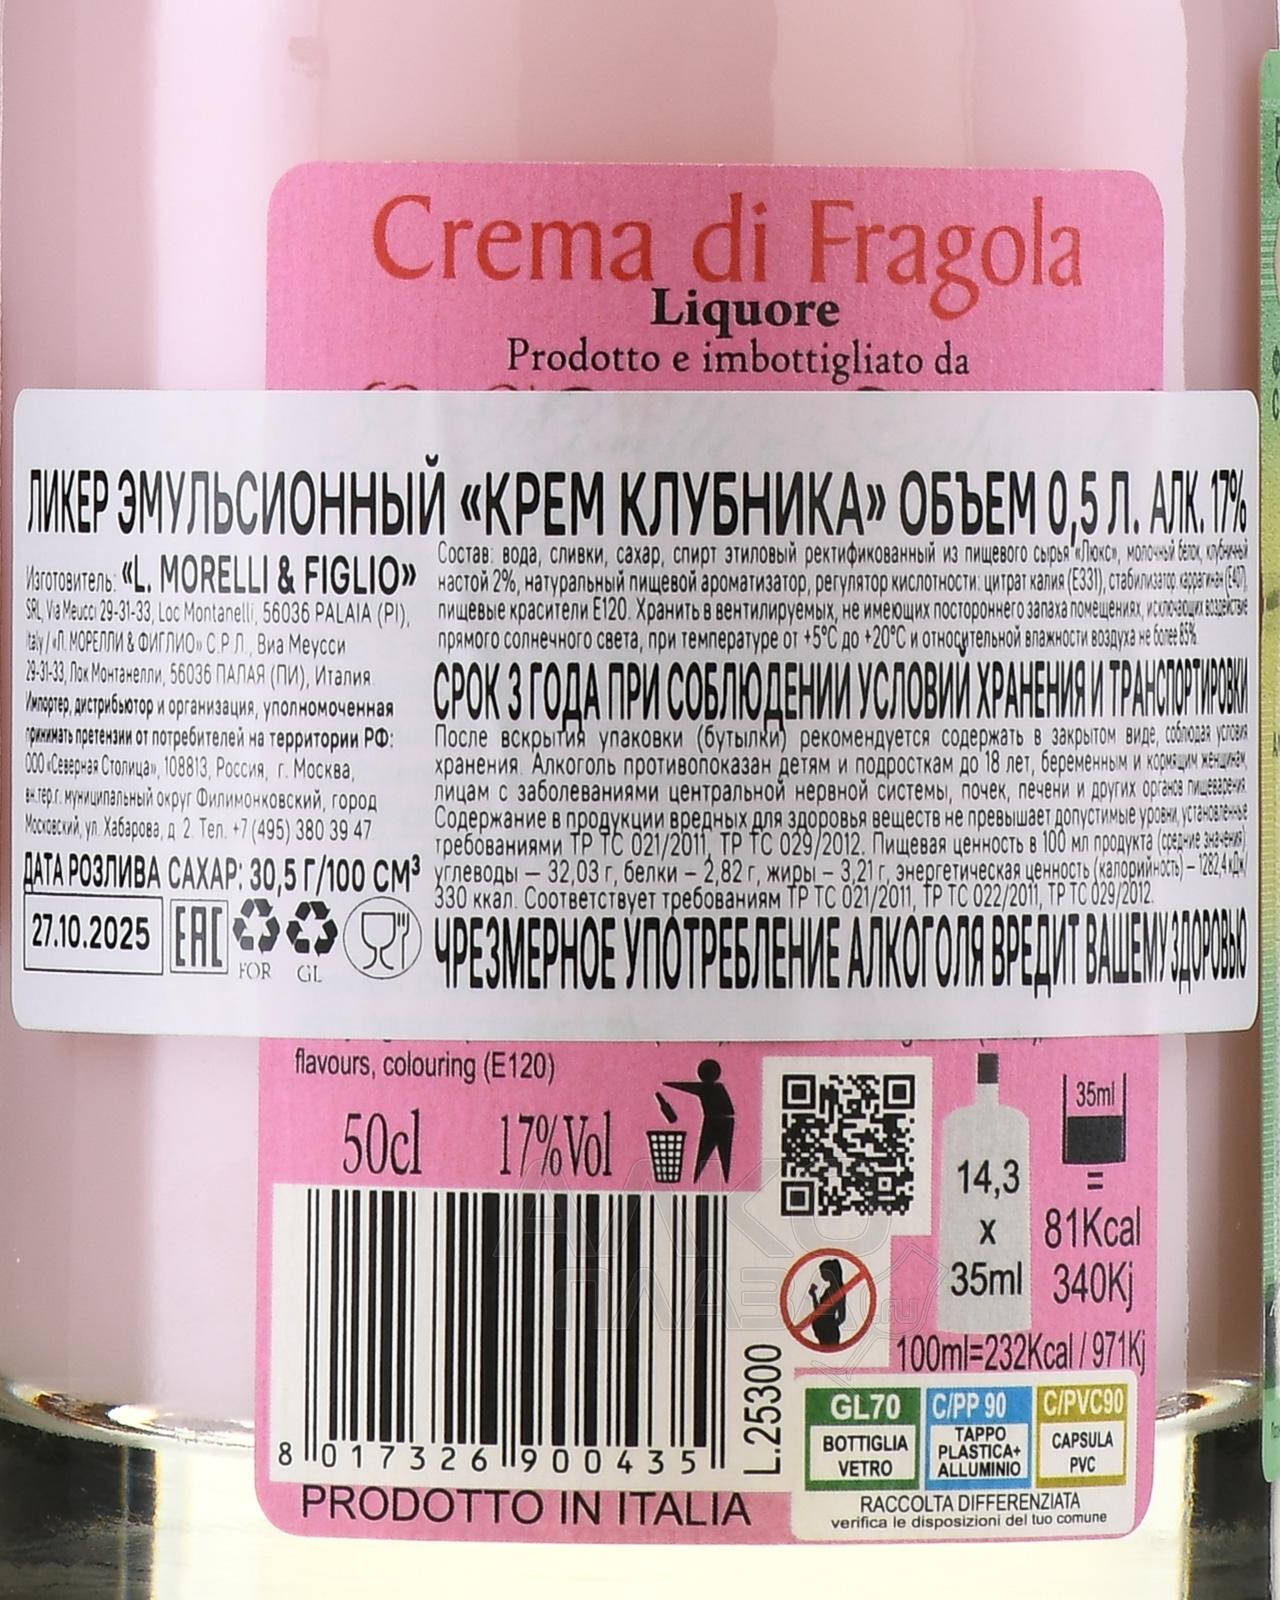 Crema di Fragola
Liquore
Prodotto e imbottigliato da
ЛИКЕР ЭМУЛЬСИОННЫЙ «КРЕМ КЛУБНИКА» ОБЪЕМ 0,5 Л. АЛК. 17%
Изготовитель: «L. MORELLI & FIGLIO»
SRL, Via Meucci 29-31-33, Loc Montanelli, 56036 PALAIA (PI),
Italy / «Л. МОРЕЛЛИ & ФИГЛИО» С.Р.Л., Виа Меусси
29-31-33, Лок Монтанелли, 56036 ПАЛАЯ (ПИ), Италия.
Импортер, дистрибьютор и организация, уполномоченная
принимать претензии от потребителей на территории РФ:
ООО «Северная Столица», 108813, Россия, г. Москва,
вн.тер.г. муниципальный округ Филимонковский, город
Московский, ул. Хабарова, д. 2. Тел. +7 (495) 380 39 47
ДАТА РОЗЛИВА САХАР: 30,5 Г/100 СМ³
27.10.2025
EAC
FOR
GL
Состав: вода, сливки, сахар, спирт этиловый ректификованный из пищевого сырья «Люкс», молочный белок, клубничный
настой 2%, натуральный пищевой ароматизатор, регулятор кислотности: цитрат калия (Е331), стабилизатор: каррагинан (Е407),
пищевые красители Е120. Хранить в вентилируемых, не имеющих постороннего запаха помещениях, исключающих воздействие
прямого солнечного света, при температуре от +5°С до +20°С и относительной влажности воздуха не более 85%.
СРОК 3 ГОДА ПРИ СОБЛЮДЕНИИ УСЛОВИЙ ХРАНЕНИЯ И ТРАНСПОРТИРОВКИ
После вскрытия упаковки (бутылки) рекомендуется содержать в закрытом виде, соблюдая условия
хранения. Алкоголь противопоказан детям и подросткам до 18 лет, беременным и кормящим женщинам,
лицам с заболеваниями центральной нервной системы, почек, печени и других органов пищеварения.
Содержание в продукции вредных для здоровья веществ не превышает допустимые уровни, установленные
требованиями ТР ТС 021/2011, ТР ТС 029/2012. Пищевая ценность в 100 мл продукта (средние значения):
углеводы – 32,03 г, белки – 2,82 г, жиры – 3,21 г, энергетическая ценность (калорийность) – 1282,4 кДж/
330 ккал. Соответствует требованиям ТР ТС 021/2011, ТР ТС 022/2011, ТР ТС 029/2012.
ЧРЕЗМЕРНОЕ УПОТРЕБЛЕНИЕ АЛКОГОЛЯ ВРЕДИТ ВАШЕМУ ЗДОРОВЬЮ
flavours, colouring (E120)
50cl
17%Vol
14,3
x
35ml
35ml
=
81Kcal
340Kj
100ml=232Kcal / 971Kj
АЛКО
ПЛАЗА
.ru
L.25300
8 017326 900435
PRODOTTO IN ITALIA
GL70
BOTTIGLIA
VETRO
C/PP 90
TAPPO
PLASTICA+
ALLUMINIO
C/PVC90
CAPSULA
PVC
RACCOLTA DIFFERENZIATA
verifica le disposizioni del tuo comune